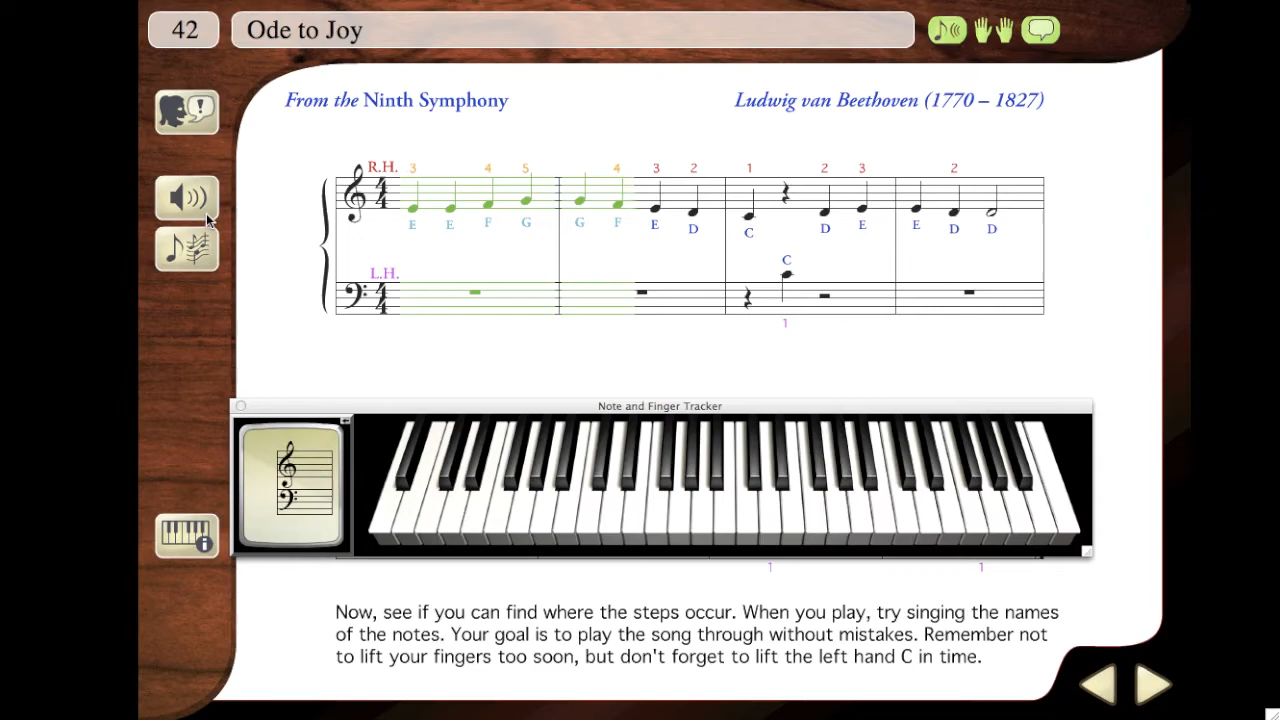 42
Ode to Joy
From the Ninth Symphony
Ludwig van Beethoven (1770 – 1827)
R.H. 3 4 5 4 3 2 1 2 3 2
E E F G G F E D C D E E D D
C
L.H.
1
Note and Finger Tracker
1 1
Now, see if you can find where the steps occur. When you play, try singing the names
of the notes. Your goal is to play the song through without mistakes. Remember not
to lift your fingers too soon, but don't forget to lift the left hand C in time.